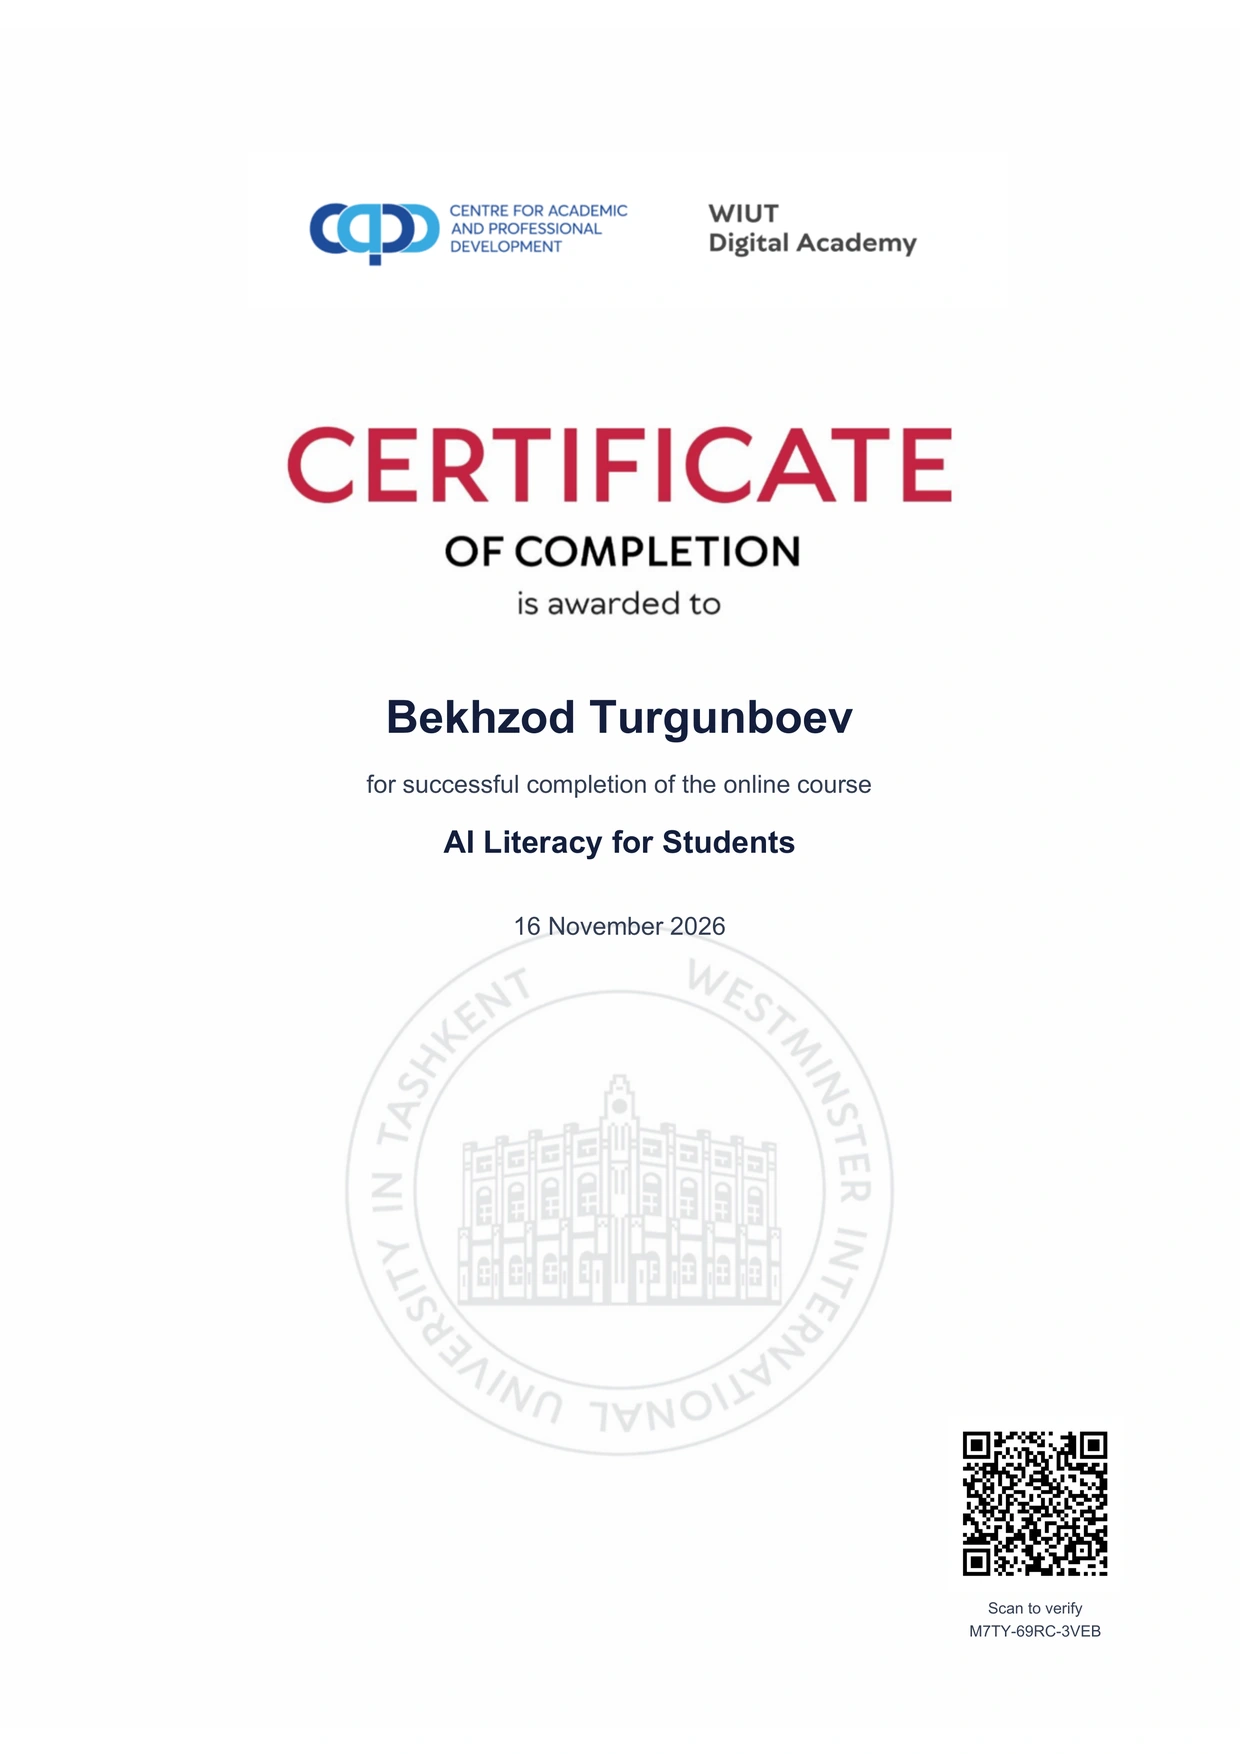 CENTRE FOR ACADEMIC
AND PROFESSIONAL
DEVELOPMENT
WIUT
Digital Academy
CERTIFICATE
OF COMPLETION
is awarded to
Bekhzod Turgunboev
for successful completion of the online course
AI Literacy for Students
16 November 2026
WESTMINSTER INTERNATIONAL UNIVERSITY IN TASHKENT
Scan to verify
M7TY-69RC-3VEB